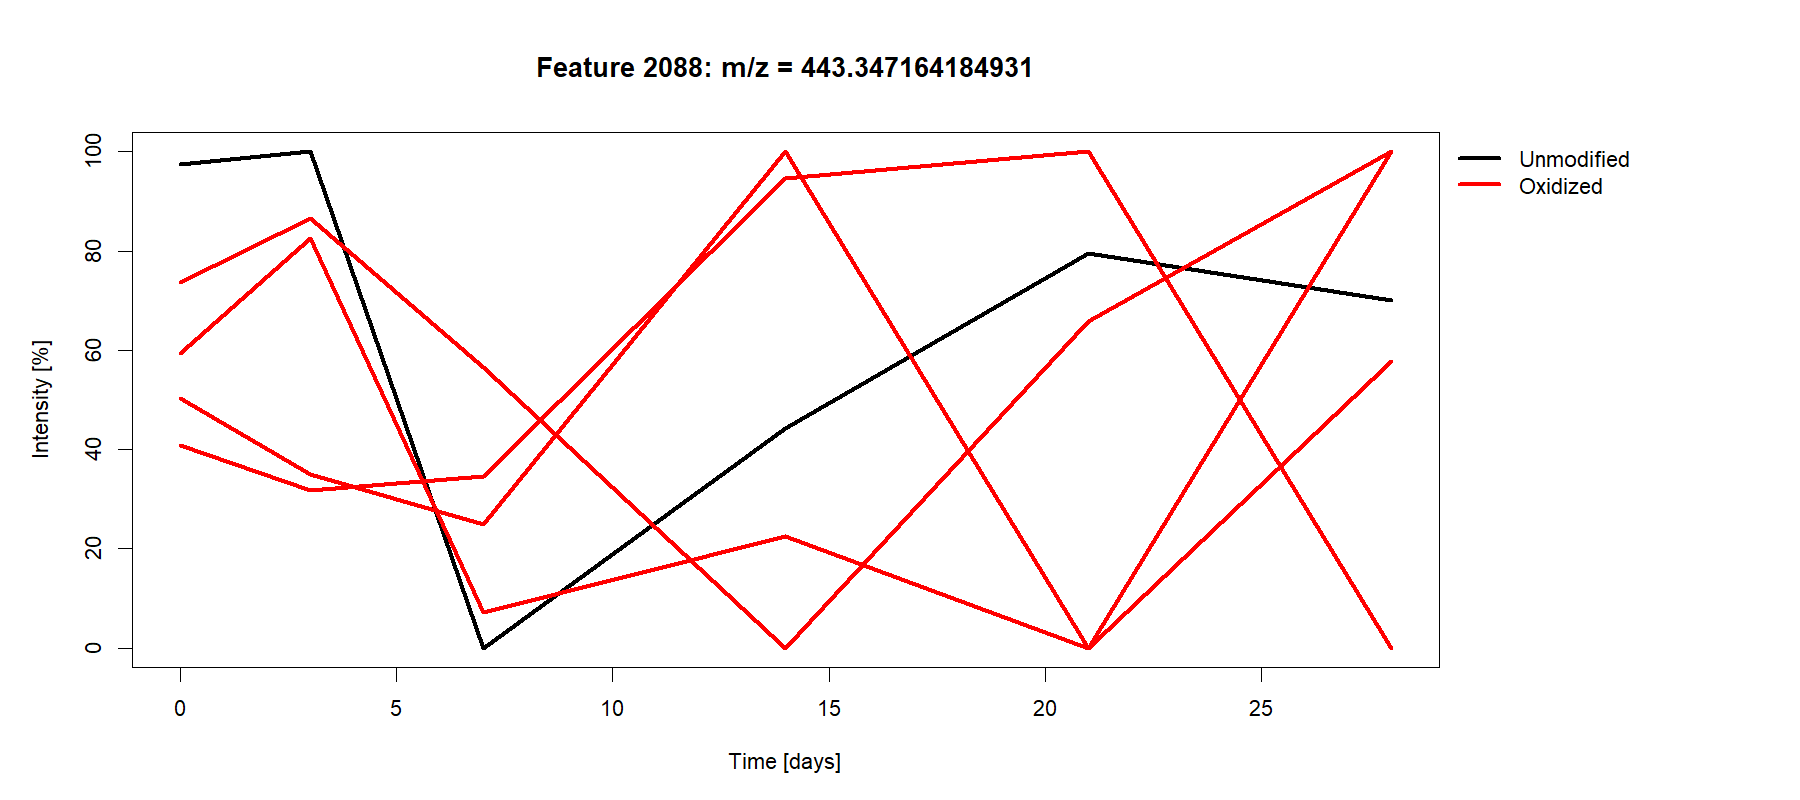 Feature 2088: m/z = 443.347164184931
Unmodified
Oxidized
Intensity [%]
100
80
60
40
20
0
0 5 10 15 20 25
Time [days]